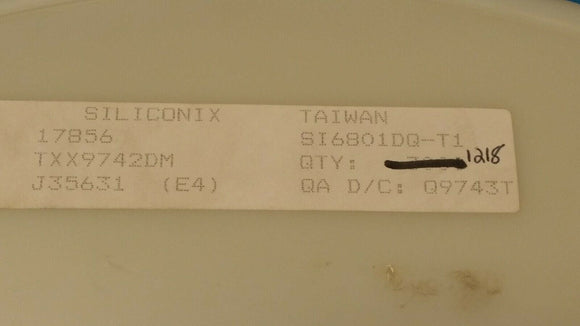 SILICONIX TAIWAN
17856 SI6801DQ-T1
TXX9742DM QTY: 1218
J35631 (E4) QA D/C: Q9743T